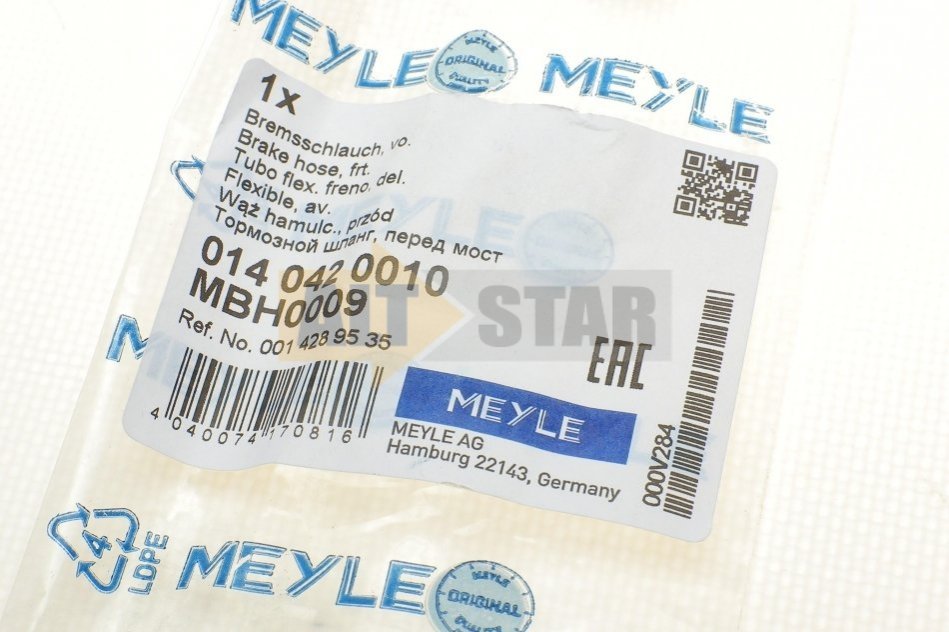 MEYLE
MEYLE ORIGINAL QUALITY
MEYLE
1x
Bremsschlauch, vo.
Brake hose, frt.
Tubo flex. freno. del.
Flexible, av.
Wąż hamulc., przód
Тормозной шланг, перед мост
014 042 0010
MBH0009
Ref. No. 001 428 95 35
4 040074 170816
MEYLE
MEYLE AG
Hamburg 22143, Germany
EAC
000V284
STAR
4
LDPE
MEYLE
MEYLE ORIGINAL QUALITY